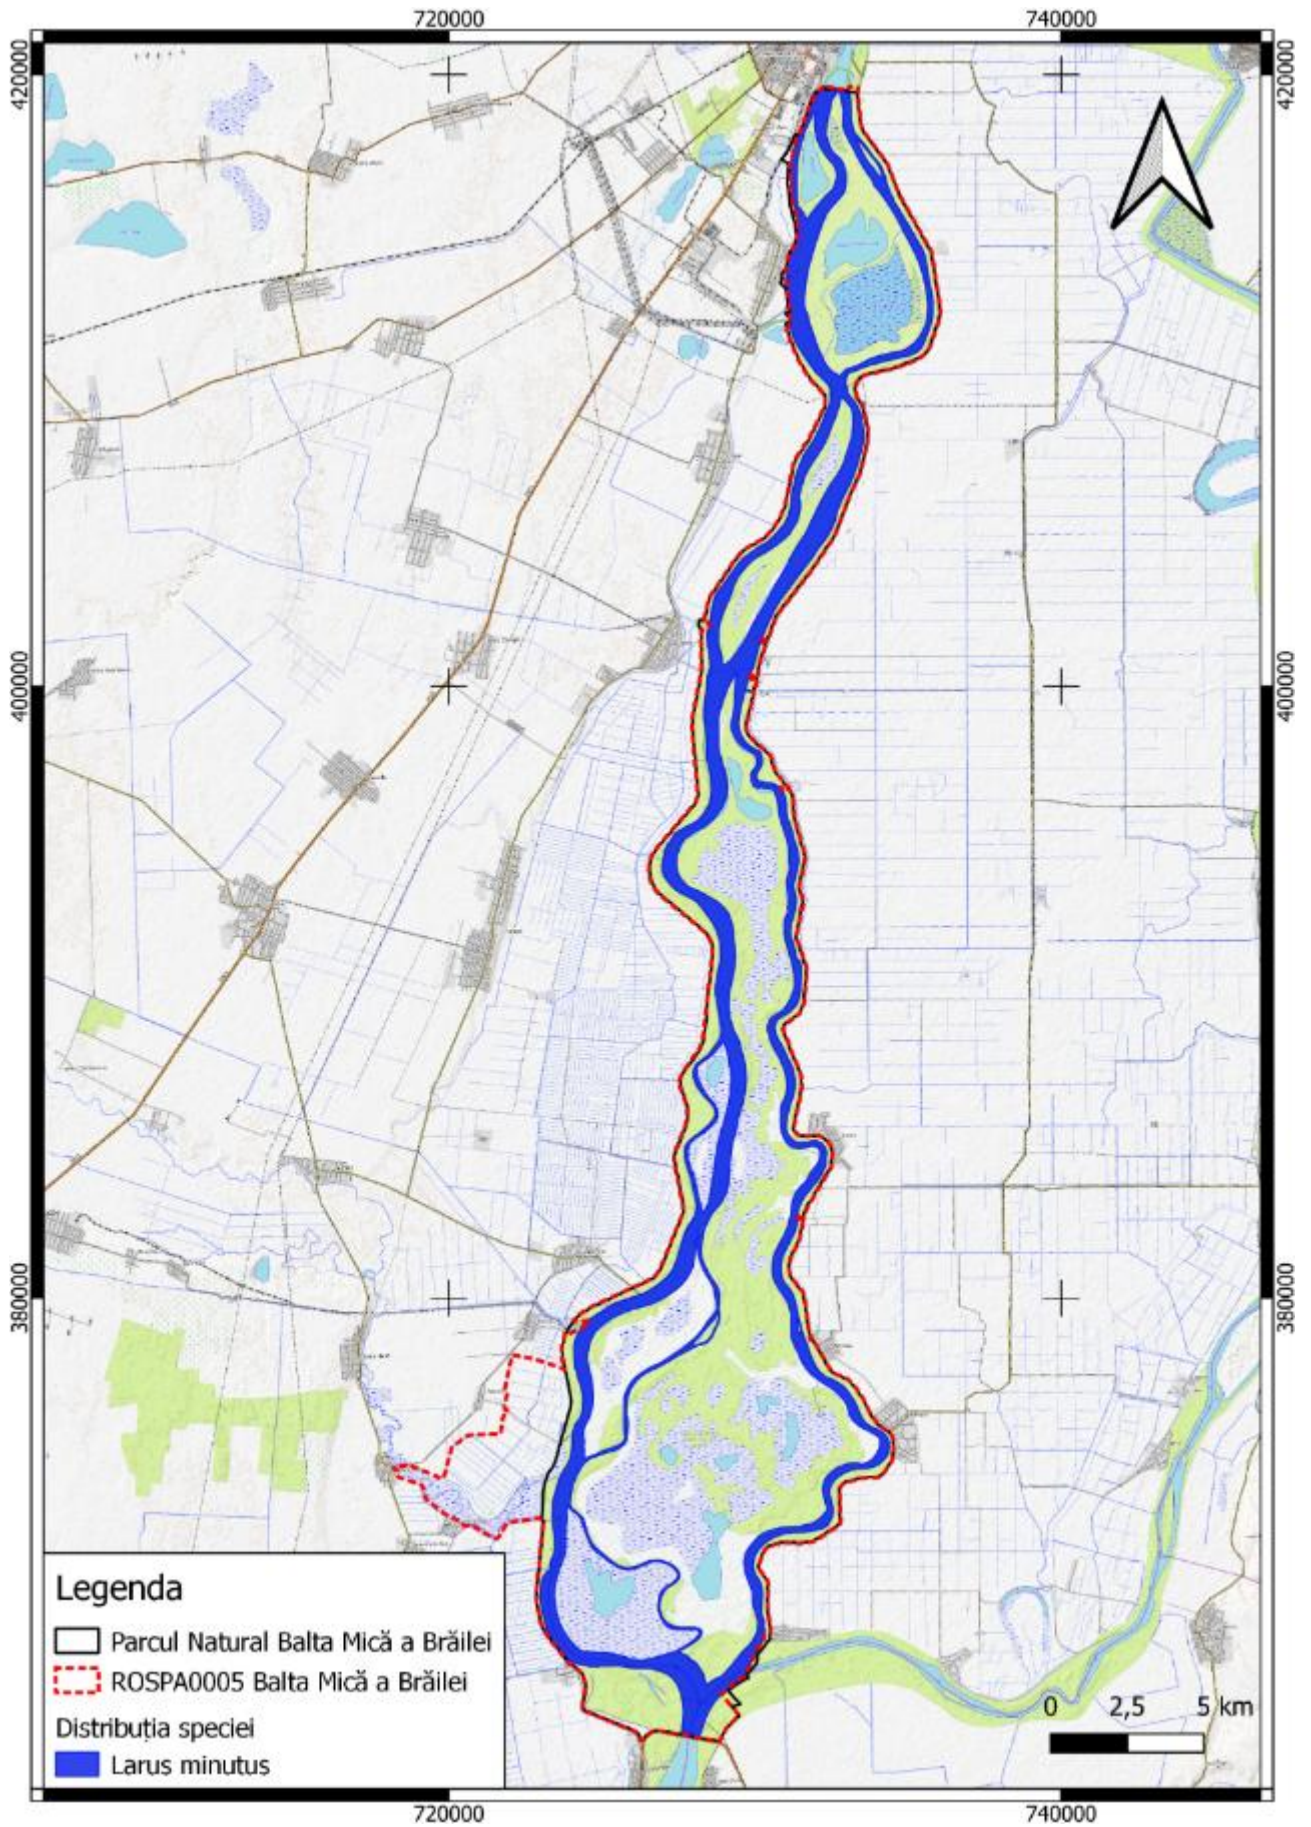 720000 740000
420000 420000
400000 400000
380000 380000
Legenda
Parcul Natural Balta Mică a Brăilei
ROSPA0005 Balta Mică a Brăilei
Distribuția speciei
Larus minutus
0 2,5 5 km
720000 740000